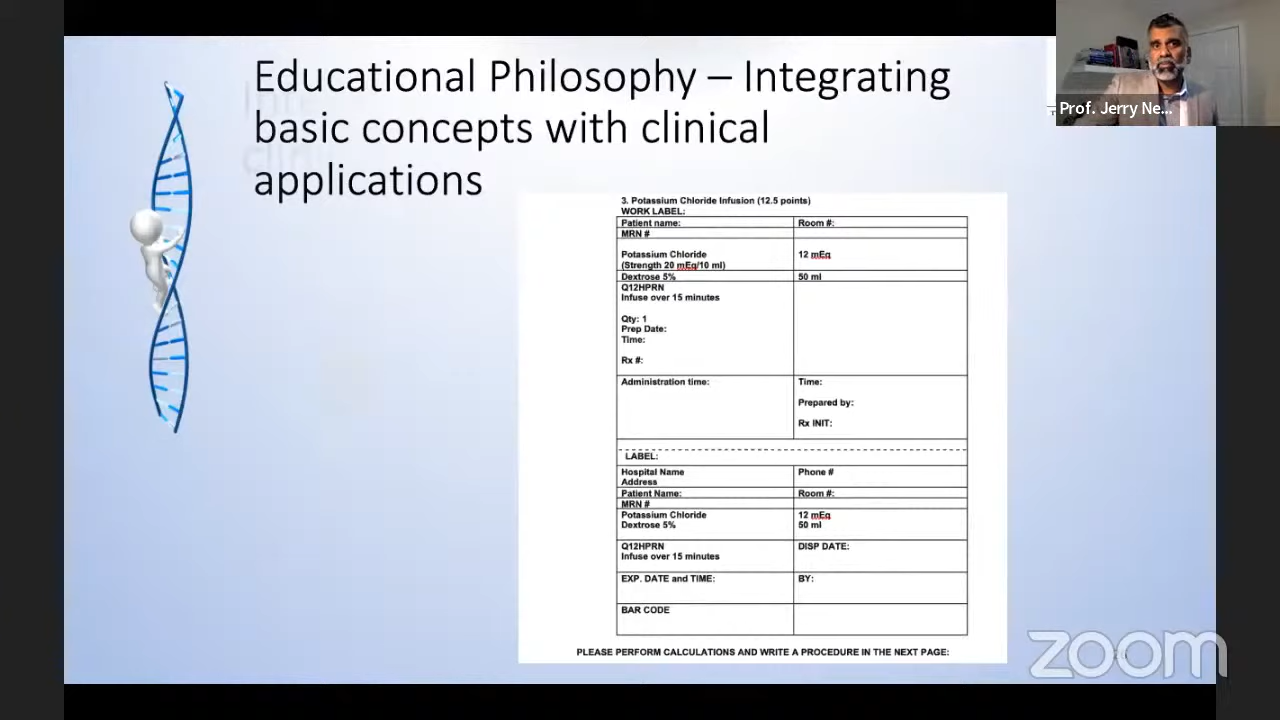 Educational Philosophy – Integrating
basic concepts with clinical
applications
Prof. Jerry Ne...
3. Potassium Chloride Infusion (12.5 points)
WORK LABEL:
Patient name: Room #:
MRN #
Potassium Chloride 12 mEq
(Strength 20 mEq/10 ml)
Dextrose 5% 50 ml
Q12HPRN
Infuse over 15 minutes
Qty: 1
Prep Date:
Time:
Rx #:
Administration time: Time:
Prepared by:
Rx INIT:
LABEL:
Hospital Name Phone #
Address
Patient Name: Room #:
MRN #
Potassium Chloride 12 mEq
Dextrose 5% 50 ml
Q12HPRN DISP DATE:
Infuse over 15 minutes
EXP. DATE and TIME: BY:
BAR CODE
PLEASE PERFORM CALCULATIONS AND WRITE A PROCEDURE IN THE NEXT PAGE:
zoom